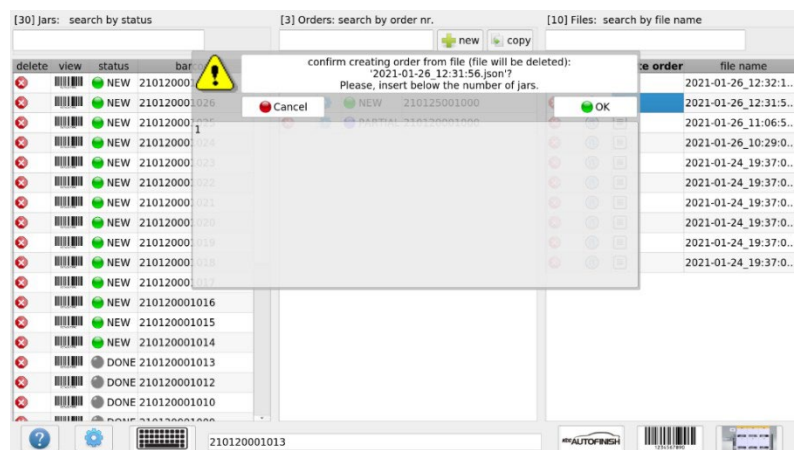 [30] Jars: search by status
[3] Orders: search by order nr.
[10] Files: search by file name
new
copy
delete view status
file name
confirm creating order from file (file will be deleted):
'2021-01-26_12:31:56.json'?
Please, insert below the number of jars.
Cancel
OK
1
NEW 210125001000
PARTIAL 210120001000
NEW
NEW
NEW
NEW
NEW
NEW
NEW
NEW
NEW
NEW
NEW
NEW 210120001016
NEW 210120001015
NEW 210120001014
DONE 210120001013
DONE 210120001012
DONE 210120001010
DONE 210120001009
2021-01-26_12:32:1..
2021-01-26_12:31:5..
2021-01-26_11:06:5..
2021-01-26_10:29:0..
2021-01-24_19:37:0..
2021-01-24_19:37:0..
2021-01-24_19:37:0..
2021-01-24_19:37:0..
2021-01-24_19:37:0..
2021-01-24_19:37:0..
?
210120001013
AUTOFINISH
1234567890